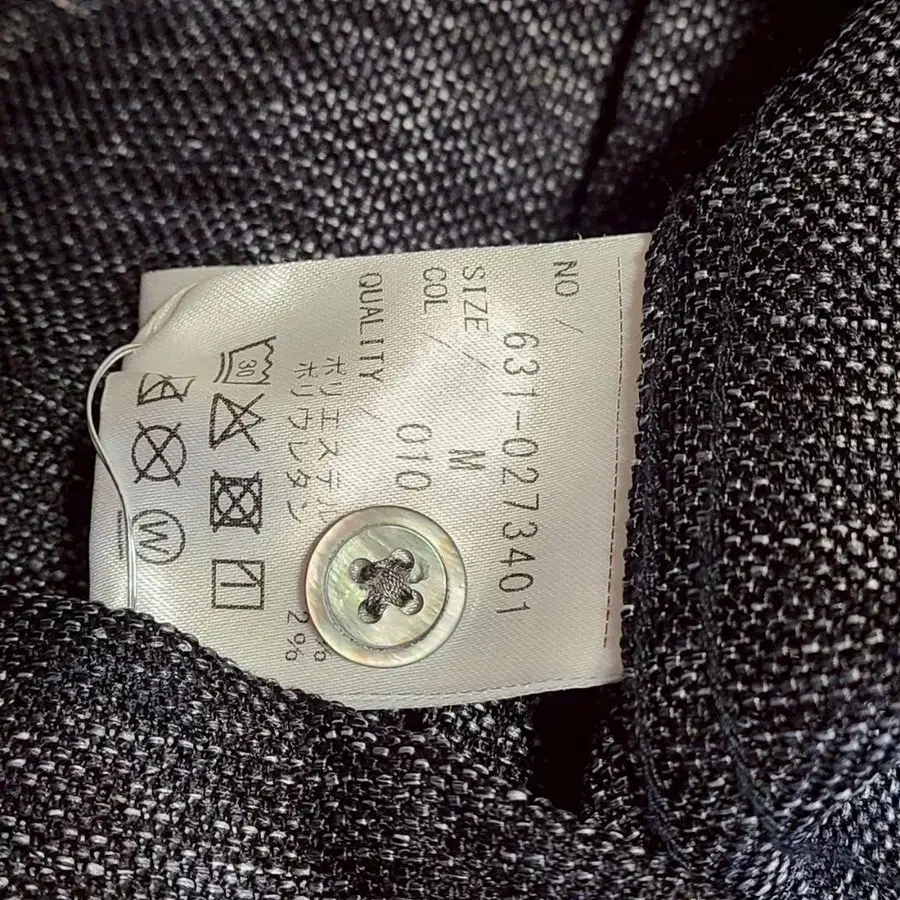 NO / 631-0273401
SIZE / M
COL / 010
QUALITY /
ポリエステル %
ポリウレタン 2%
30
W